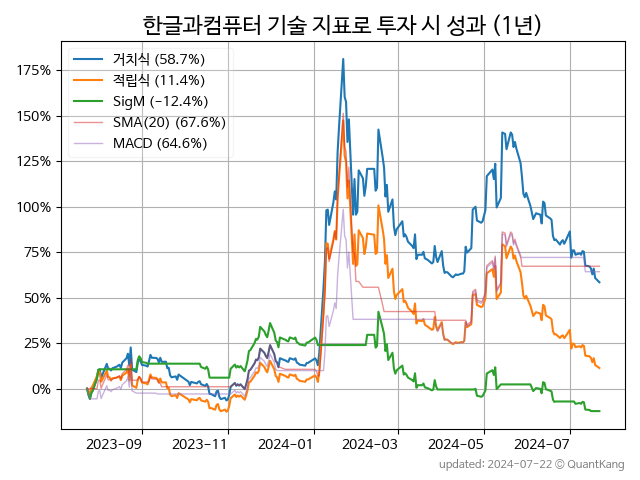 한글과컴퓨터 기술 지표로 투자 시 성과 (1년)
거치식 (58.7%)
적립식 (11.4%)
SigM (-12.4%)
SMA(20) (67.6%)
MACD (64.6%)
175%
150%
125%
100%
75%
50%
25%
0%
2023-09 2023-11 2024-01 2024-03 2024-05 2024-07
updated: 2024-07-22 © QuantKang